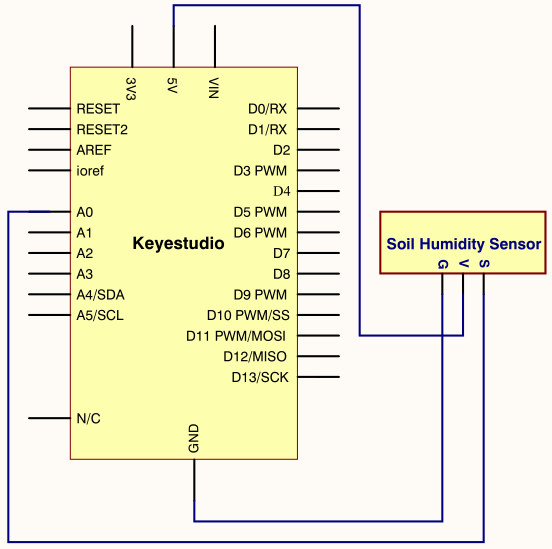 3V3
5V
VIN
RESET
RESET2
AREF
ioref
A0
A1
A2
A3
A4/SDA
A5/SCL
N/C
Keyestudio
D0/RX
D1/RX
D2
D3 PWM
D4
D5 PWM
D6 PWM
D7
D8
D9 PWM
D10 PWM/SS
D11 PWM/MOSI
D12/MISO
D13/SCK
GND
Soil Humidity Sensor
G
V
S